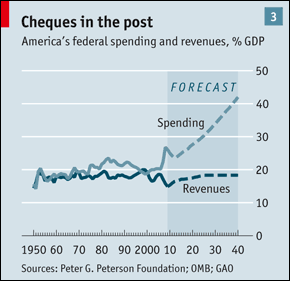 Cheques in the post
3
America's federal spending and revenues, % GDP
FORECAST
50
40
30
20
10
0
Spending
Revenues
1950 60 70 80 90 2000 10 20 30 40
Sources: Peter G. Peterson Foundation; OMB; GAO